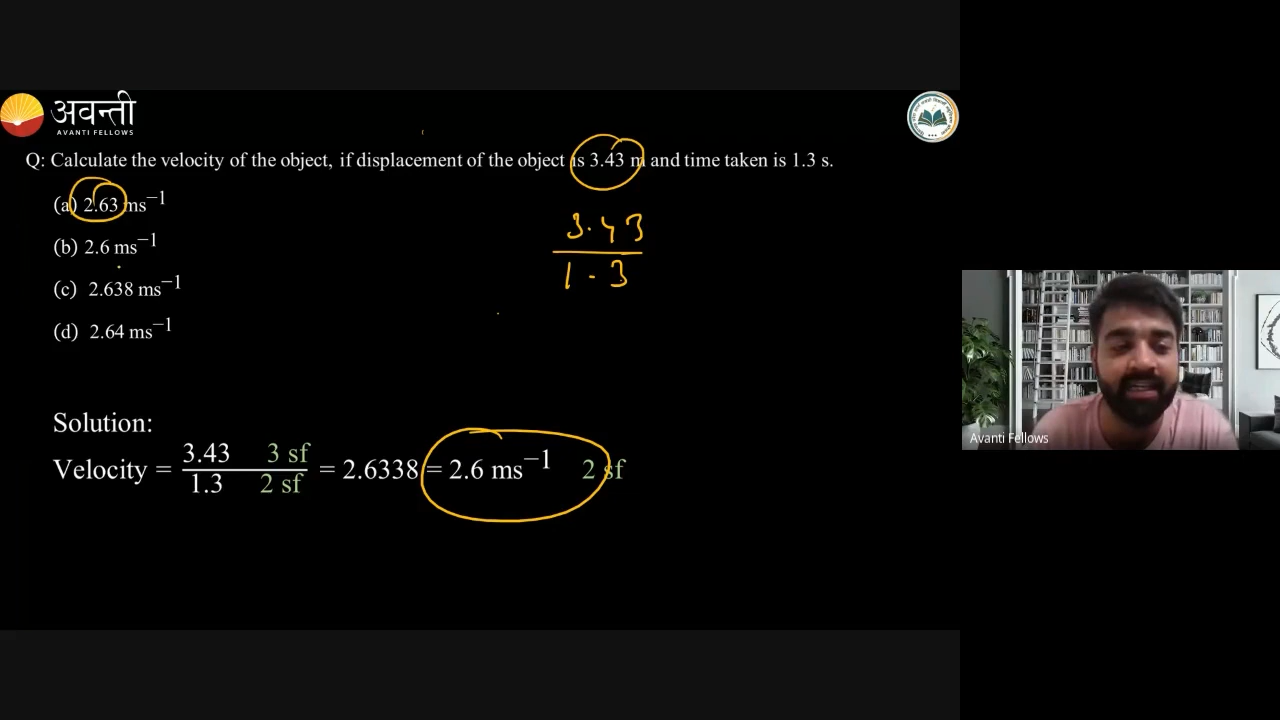 अवन्ती
AVANTI FELLOWS
Q: Calculate the velocity of the object, if displacement of the object is 3.43 m and time taken is 1.3 s.
(a) 2.63 ms⁻¹
(b) 2.6 ms⁻¹
(c) 2.638 ms⁻¹
(d) 2.64 ms⁻¹
3.43
1.3
Solution:
Velocity = 3.43 3 sf / 1.3 2 sf = 2.6338 = 2.6 ms⁻¹ 2 sf
Avanti Fellows